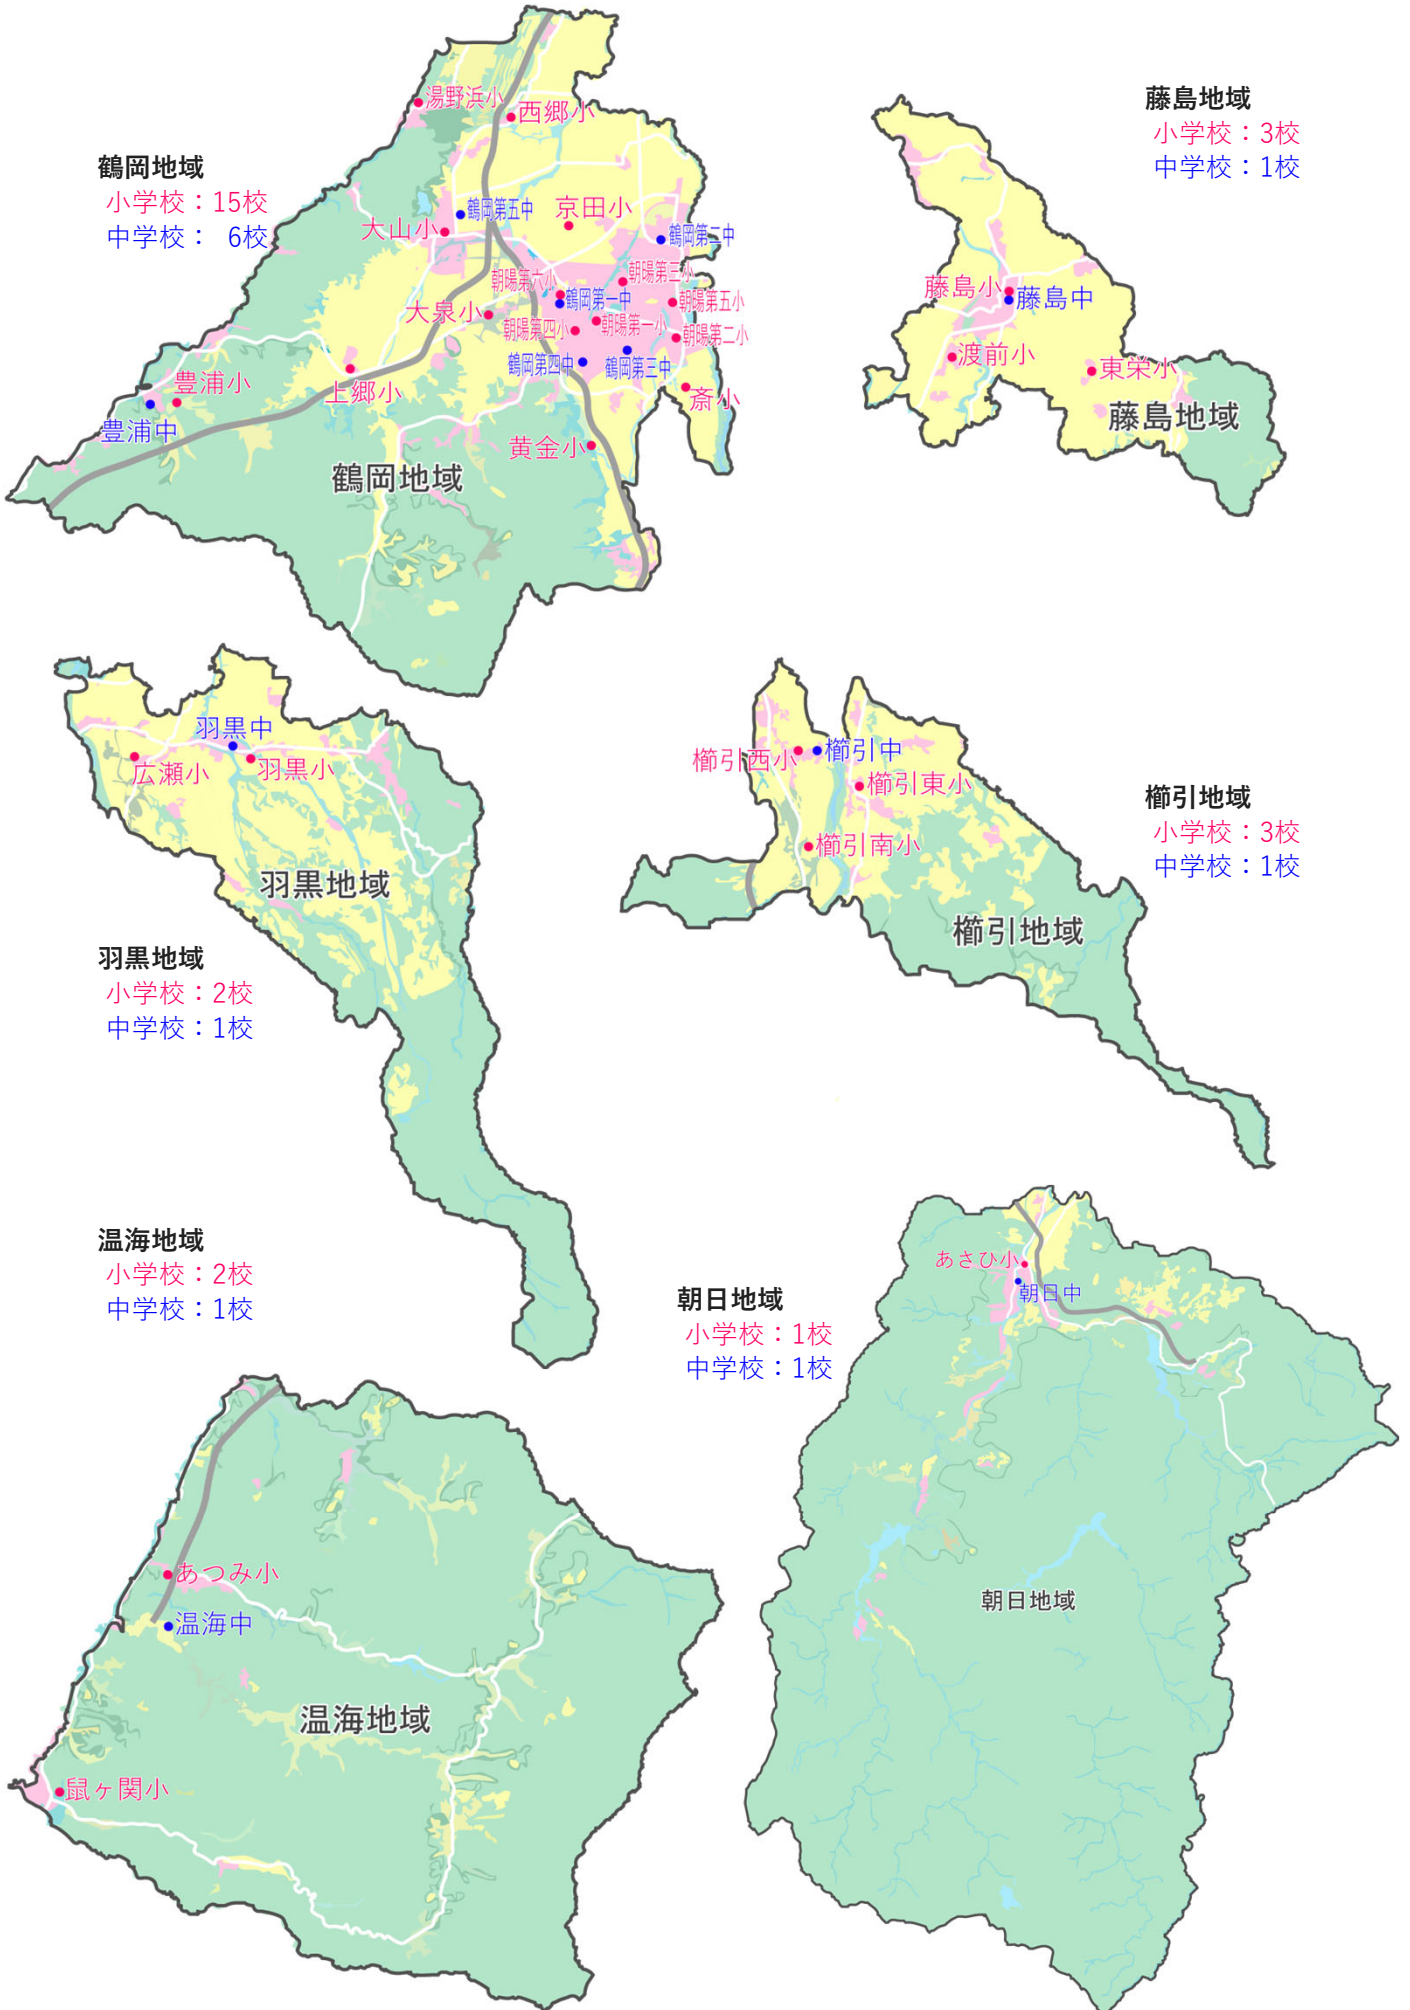 鶴岡地域
小学校：15校
中学校： 6校
湯野浜小
西郷小
鶴岡第五中
京田小
大山小
鶴岡第二中
朝暘第六小
朝暘第三小
鶴岡第一中
朝暘第五小
大泉小
朝暘第四小
朝暘第一小
朝暘第二小
鶴岡第四中
鶴岡第三中
豊浦小
上郷小
斎小
豊浦中
黄金小
鶴岡地域
藤島地域
小学校：3校
中学校：1校
藤島小
藤島中
渡前小
東栄小
藤島地域
羽黒中
広瀬小
羽黒小
羽黒地域
羽黒地域
小学校：2校
中学校：1校
櫛引西小
櫛引中
櫛引東小
櫛引南小
櫛引地域
櫛引地域
小学校：3校
中学校：1校
温海地域
小学校：2校
中学校：1校
あつみ小
温海中
温海地域
鼠ヶ関小
朝日地域
小学校：1校
中学校：1校
あさひ小
朝日中
朝日地域